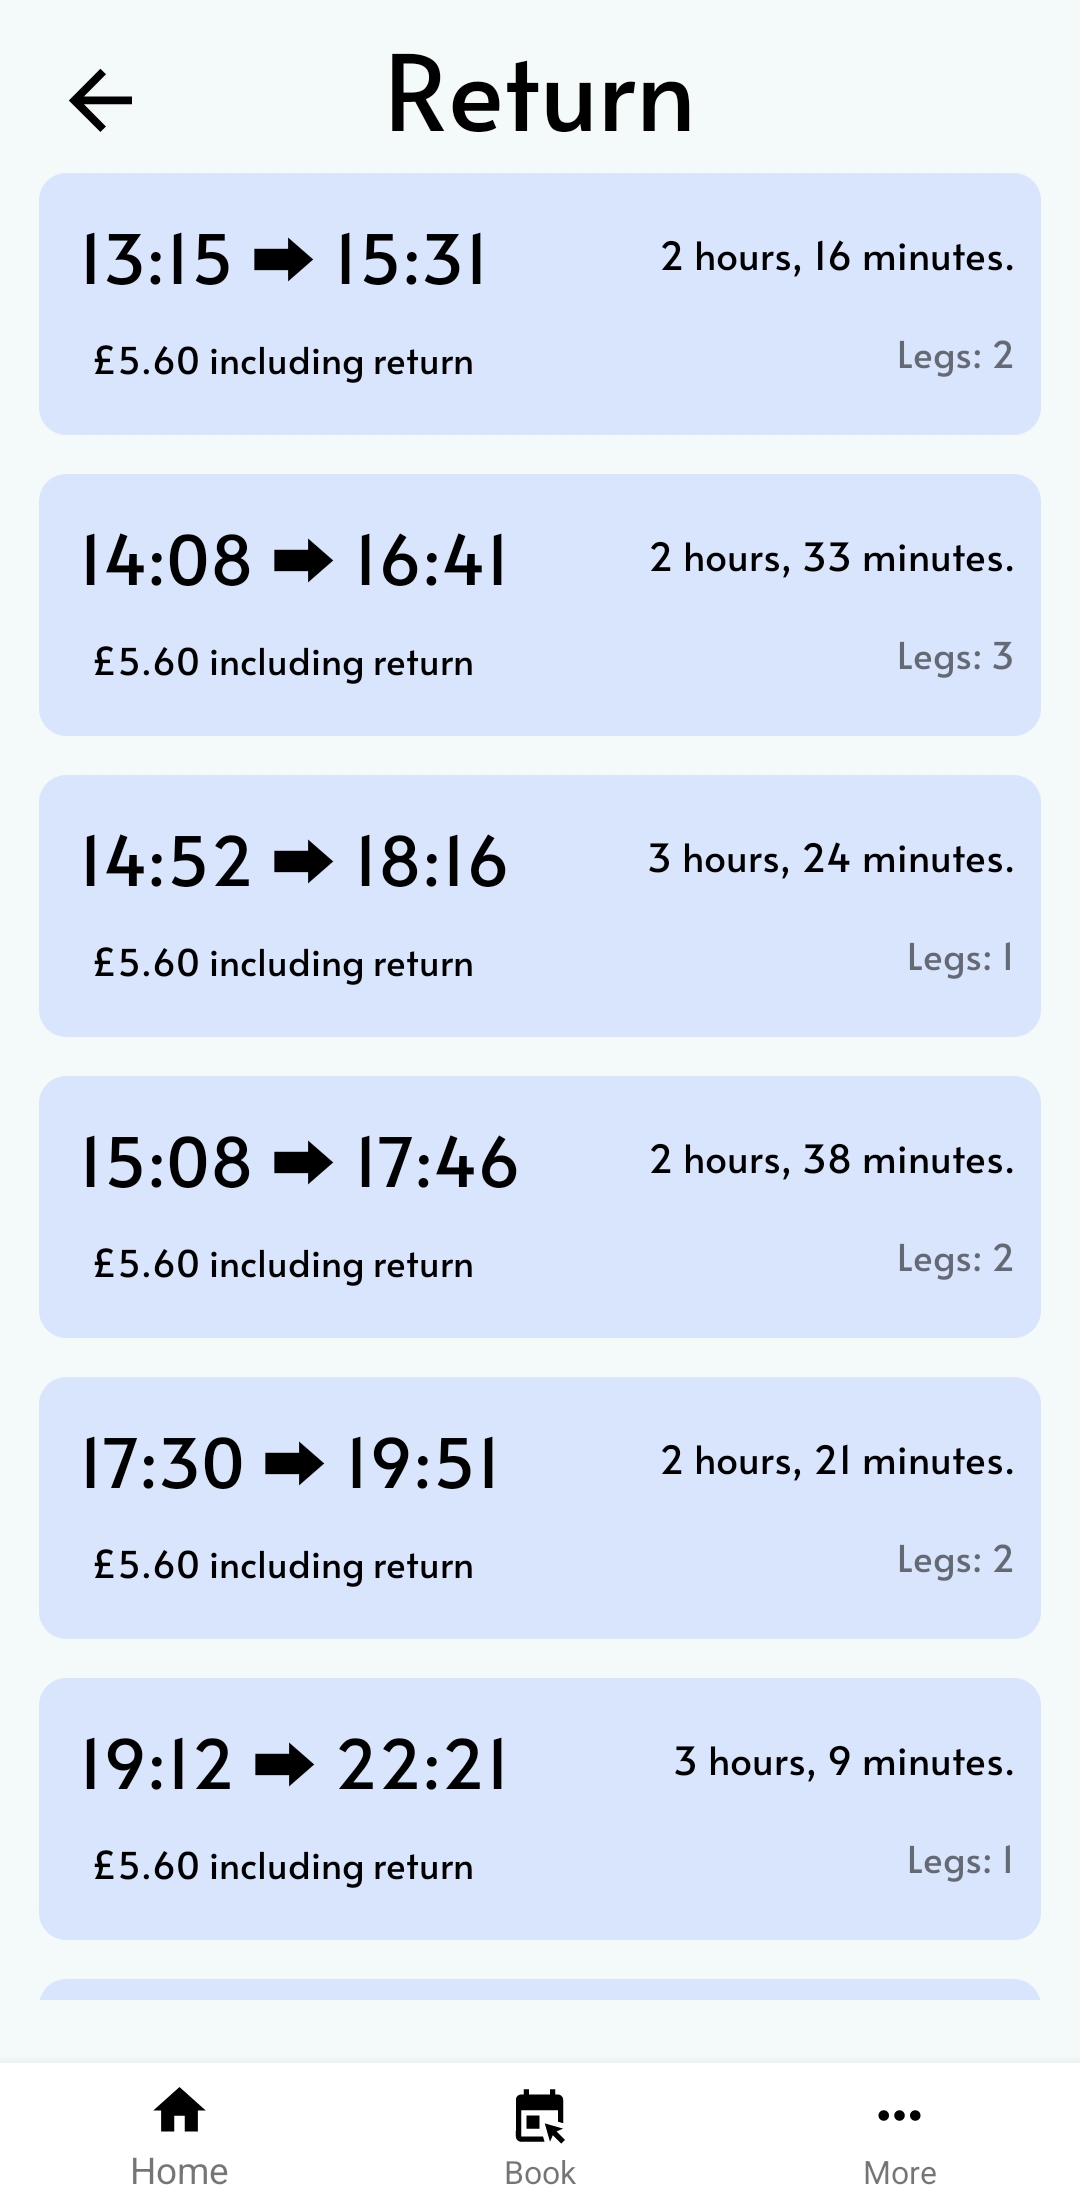 Return
13:15 ➡ 15:31 2 hours, 16 minutes.
£5.60 including return Legs: 2
14:08 ➡ 16:41 2 hours, 33 minutes.
£5.60 including return Legs: 3
14:52 ➡ 18:16 3 hours, 24 minutes.
£5.60 including return Legs: 1
15:08 ➡ 17:46 2 hours, 38 minutes.
£5.60 including return Legs: 2
17:30 ➡ 19:51 2 hours, 21 minutes.
£5.60 including return Legs: 2
19:12 ➡ 22:21 3 hours, 9 minutes.
£5.60 including return Legs: 1
Home Book More